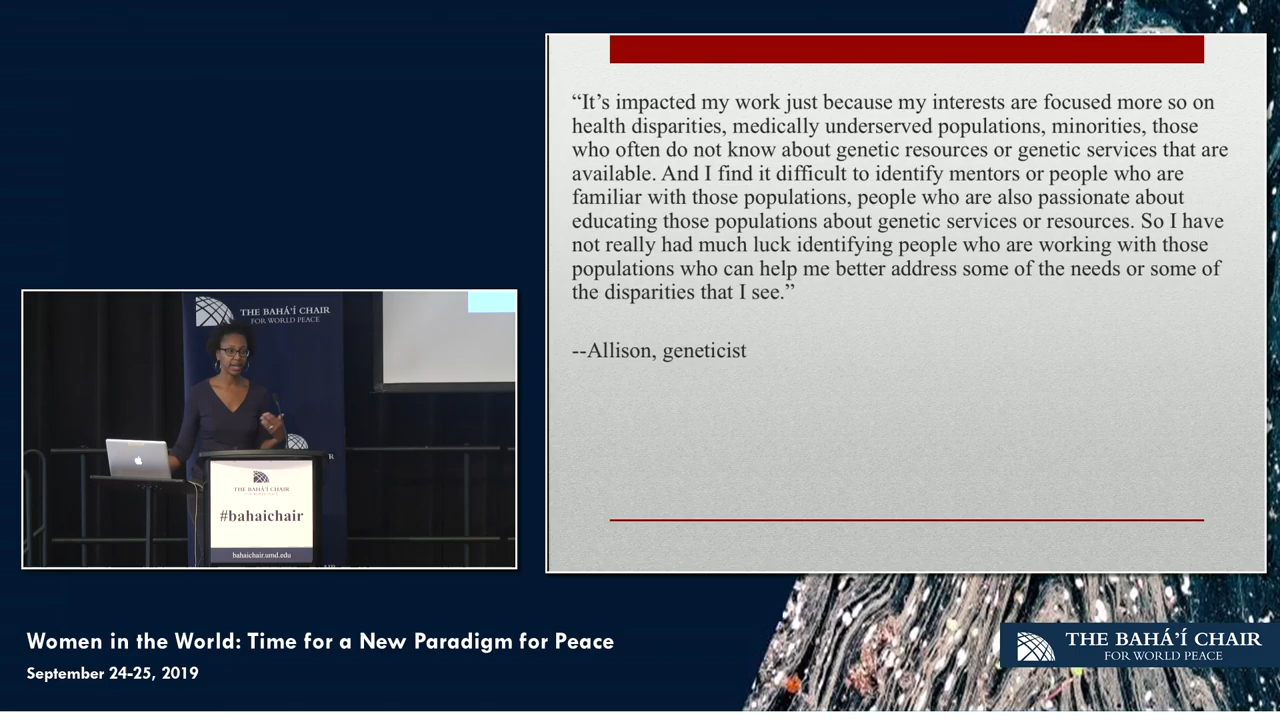 “It’s impacted my work just because my interests are focused more so on
health disparities, medically underserved populations, minorities, those
who often do not know about genetic resources or genetic services that are
available. And I find it difficult to identify mentors or people who are
familiar with those populations, people who are also passionate about
educating those populations about genetic services or resources. So I have
not really had much luck identifying people who are working with those
populations who can help me better address some of the needs or some of
the disparities that I see.”
--Allison, geneticist
THE BAHÁ’Í CHAIR
FOR WORLD PEACE
THE BAHÁ’Í CHAIR
#bahaichair
bahaichair.umd.edu
Women in the World: Time for a New Paradigm for Peace
September 24-25, 2019
THE BAHÁ’Í CHAIR
FOR WORLD PEACE